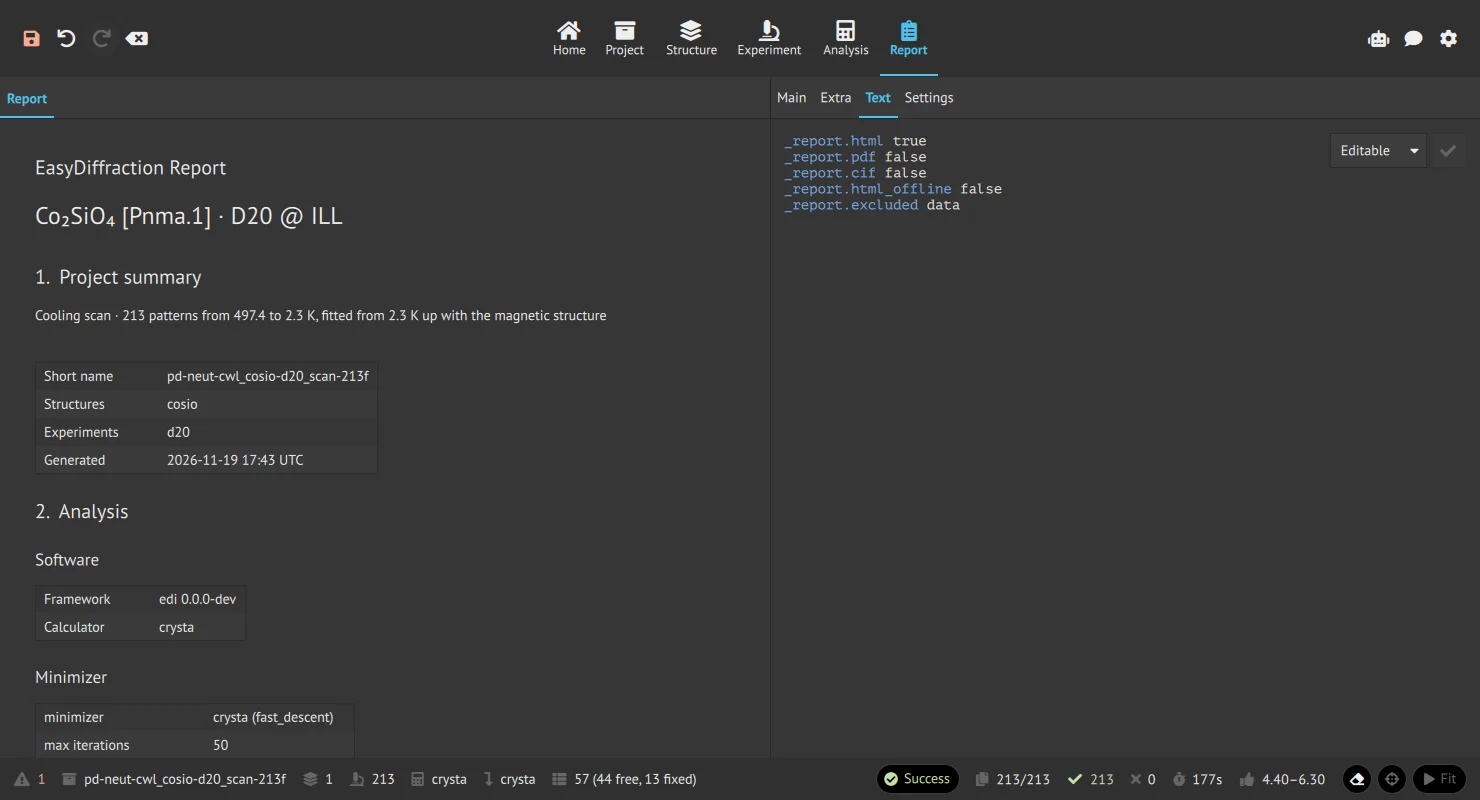 Home Project Structure Experiment Analysis Report
Report
Main Extra Text Settings
EasyDiffraction Report
Co₂SiO₄ [Pnma.1] · D20 @ ILL
1. Project summary
Cooling scan · 213 patterns from 497.4 to 2.3 K, fitted from 2.3 K up with the magnetic structure
Short name pd-neut-cwl_cosio-d20_scan-213f
Structures cosio
Experiments d20
Generated 2026-11-19 17:43 UTC
2. Analysis
Software
Framework edi 0.0.0-dev
Calculator crysta
Minimizer
minimizer crysta (fast_descent)
max iterations 50
_report.html true
_report.pdf false
_report.cif false
_report.html_offline false
_report.excluded data
Editable
1 pd-neut-cwl_cosio-d20_scan-213f 1 213 crysta crysta 57 (44 free, 13 fixed) Success 213/213 213 0 177s 4.40–6.30 Fit